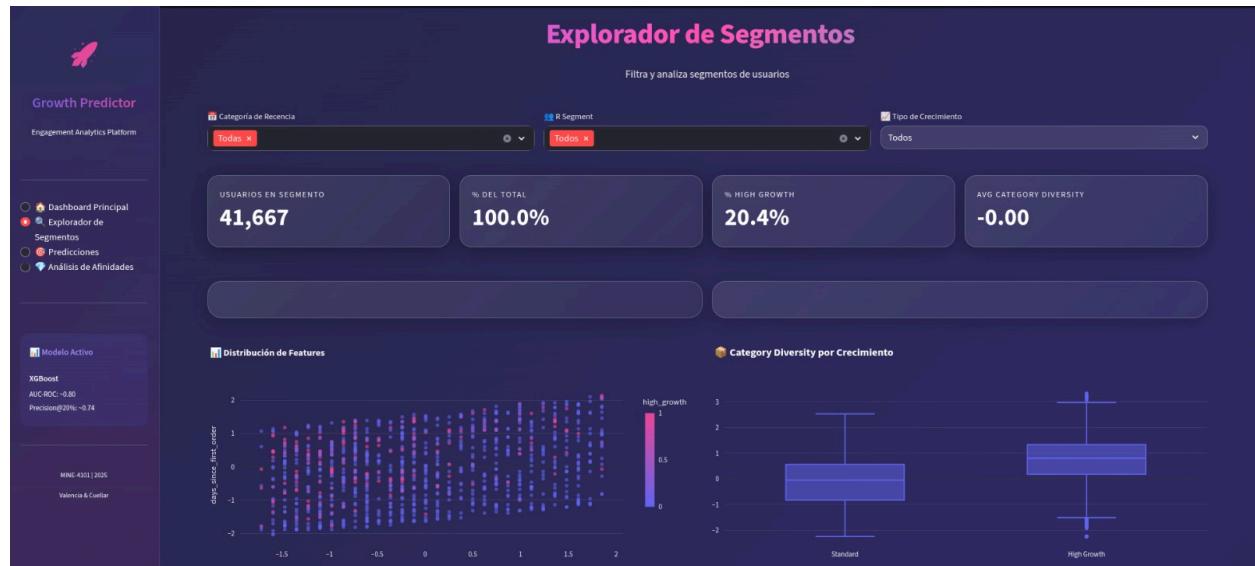 Growth Predictor
Engagement Analytics Platform
🏠 Dashboard Principal
🔍 Explorador de
Segmentos
🎯 Predicciones
💎 Análisis de Afinidades
📊 Modelo Activo
XGBoost
AUC-ROC: ~0.80
Precision@20%: ~0.74
MINE-4101 | 2025
Valencia & Cuellar
Explorador de Segmentos
Filtra y analiza segmentos de usuarios
📅 Categoría de Recencia
Todas ×
👥 R Segment
Todos ×
📈 Tipo de Crecimiento
Todos
USUARIOS EN SEGMENTO
41,667
% DEL TOTAL
100.0%
% HIGH GROWTH
20.4%
AVG CATEGORY DIVERSITY
-0.00
📊 Distribución de Features
days_since_first_order
2
1
0
−1
−2
−1.5
−1
−0.5
0
0.5
1
1.5
2
high_growth
1
0.5
0
📦 Category Diversity por Crecimiento
3
2
1
0
−1
−2
Standard
High Growth